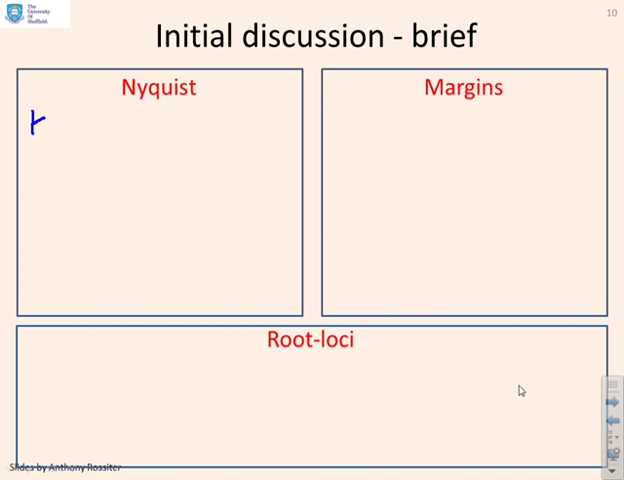 The
University
Of
Sheffield.
10
Initial discussion - brief
Nyquist
Margins
Root-loci
Slides by Anthony Rossiter